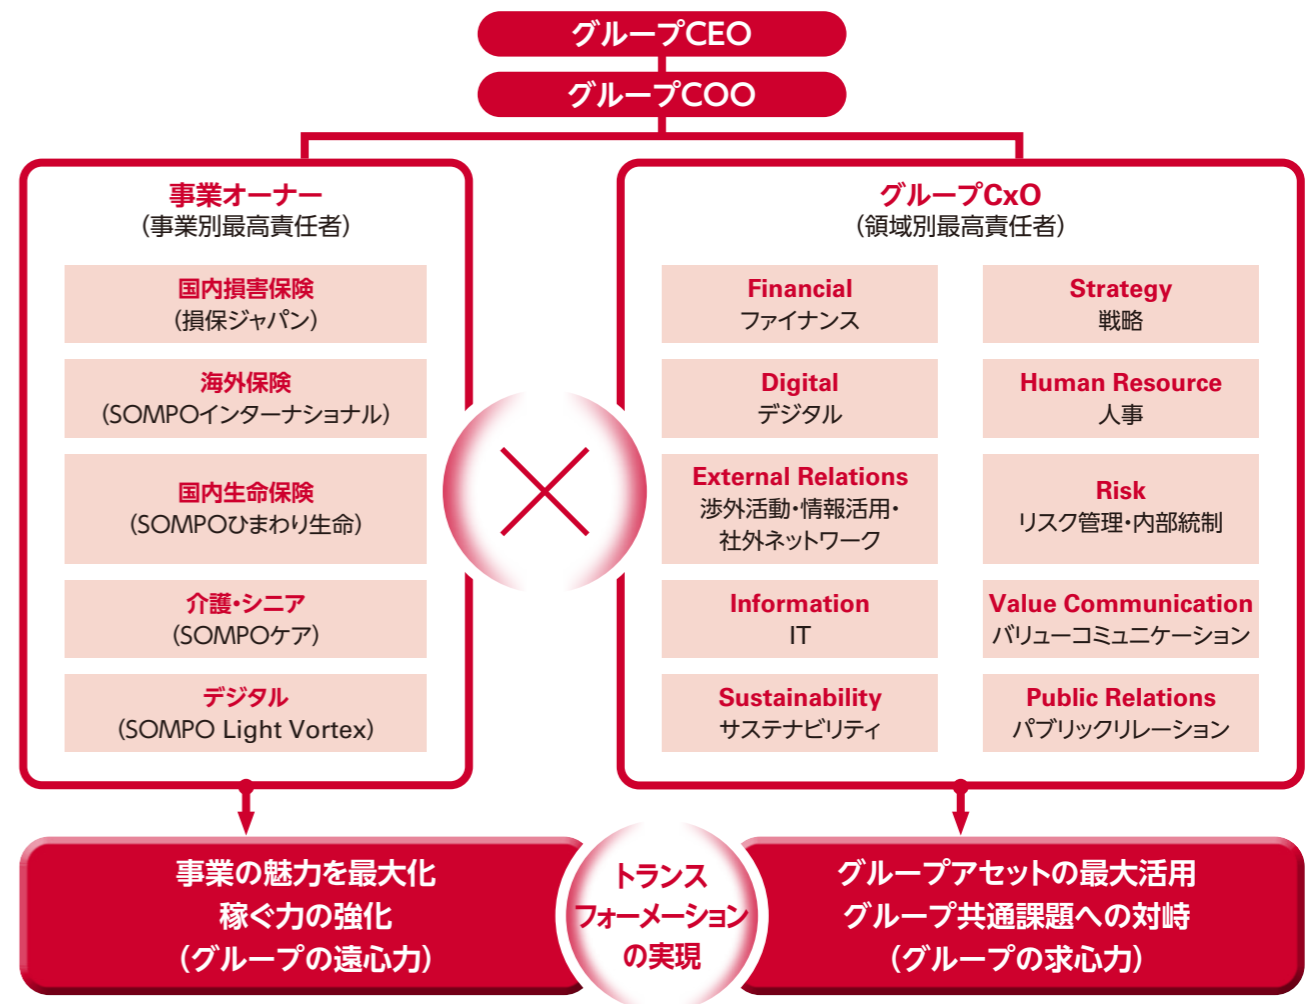 グループCEO
グループCOO
事業オーナー
(事業別最高責任者)
国内損害保険
(損保ジャパン)
海外保険
(SOMPOインターナショナル)
国内生命保険
(SOMPOひまわり生命)
介護・シニア
(SOMPOケア)
デジタル
(SOMPO Light Vortex)
グループCxO
(領域別最高責任者)
Financial
ファイナンス
Strategy
戦略
Digital
デジタル
Human Resource
人事
External Relations
渉外活動・情報活用・
社外ネットワーク
Risk
リスク管理・内部統制
Information
IT
Value Communication
バリューコミュニケーション
Sustainability
サステナビリティ
Public Relations
パブリックリレーション
事業の魅力を最大化
稼ぐ力の強化
(グループの遠心力)
トランス
フォーメーション
の実現
グループアセットの最大活用
グループ共通課題への対峙
(グループの求心力)